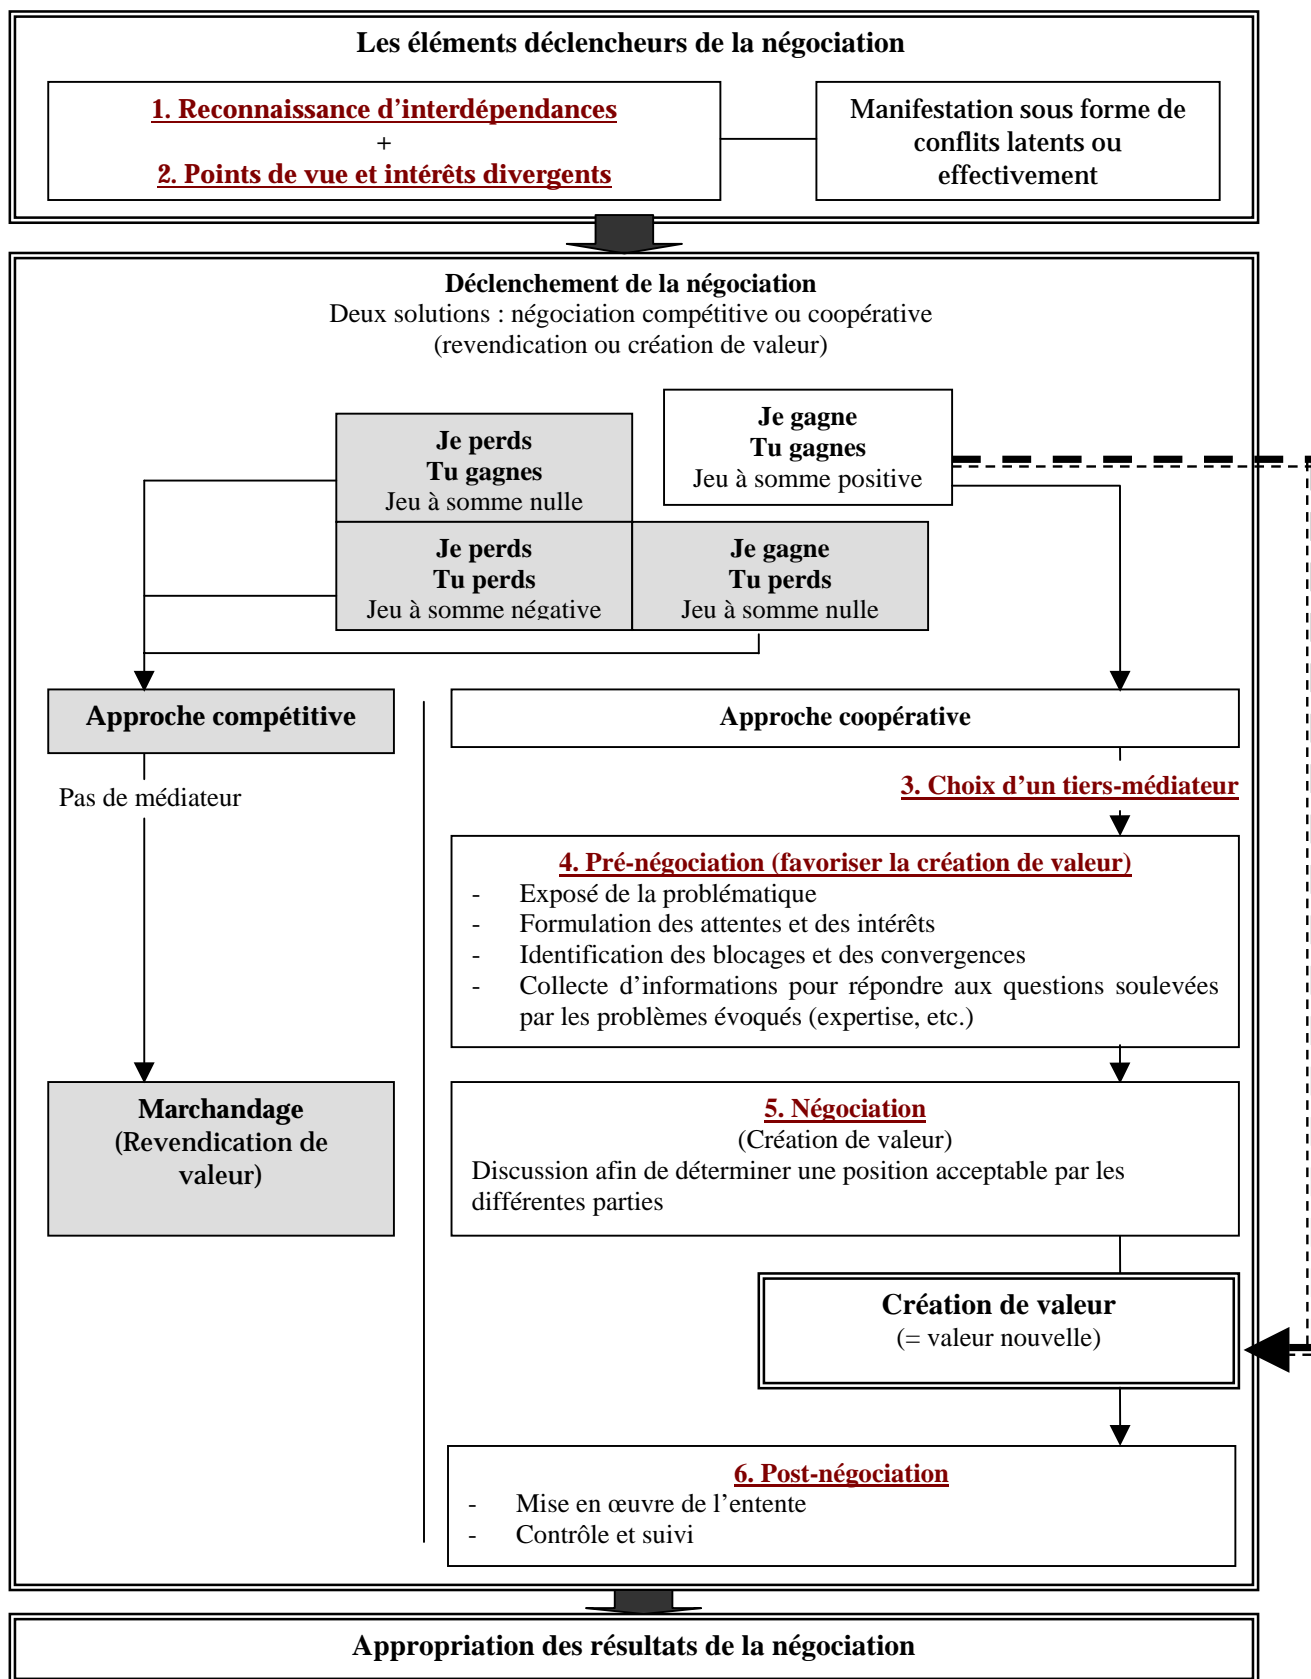 Les éléments déclencheurs de la négociation
1. Reconnaissance d'interdépendances
+
2. Points de vue et intérêts divergents
Manifestation sous forme de
conflits latents ou
effectivement
Déclenchement de la négociation
Deux solutions : négociation compétitive ou coopérative
(revendication ou création de valeur)
Je perds
Tu gagnes
Jeu à somme nulle
Je gagne
Tu gagnes
Jeu à somme positive
Je perds
Tu perds
Jeu à somme négative
Je gagne
Tu perds
Jeu à somme nulle
Approche compétitive
Approche coopérative
Pas de médiateur
3. Choix d'un tiers-médiateur
4. Pré-négociation (favoriser la création de valeur)
- Exposé de la problématique
- Formulation des attentes et des intérêts
- Identification des blocages et des convergences
- Collecte d'informations pour répondre aux questions soulevées
par les problèmes évoqués (expertise, etc.)
Marchandage
(Revendication de
valeur)
5. Négociation
(Création de valeur)
Discussion afin de déterminer une position acceptable par les
différentes parties
Création de valeur
(= valeur nouvelle)
6. Post-négociation
- Mise en œuvre de l'entente
- Contrôle et suivi
Appropriation des résultats de la négociation